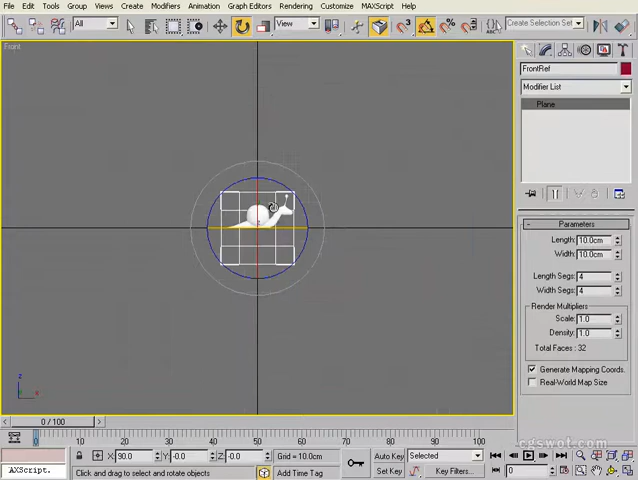 File Edit Tools Group Views Create Modifiers Animation Graph Editors Rendering Customize MAXScript Help
All View Create Selection Set
Front
FrontRef
Modifier List
Plane
Parameters
Length: 10.0cm
Width: 10.0cm
Length Segs: 4
Width Segs: 4
Render Multipliers
Scale: 1.0
Density: 1.0
Total Faces : 32
Generate Mapping Coords.
Real-World Map Size
z
x
0 / 100
0 10 20 30 40 50 60 70 80 90 100
cgswot.com
X: 90.0 Y: -0.0 Z: -0.0 Grid = 10.0cm Auto Key Selected
AXScript. Click and drag to select and rotate objects Add Time Tag Set Key Key Filters... 0